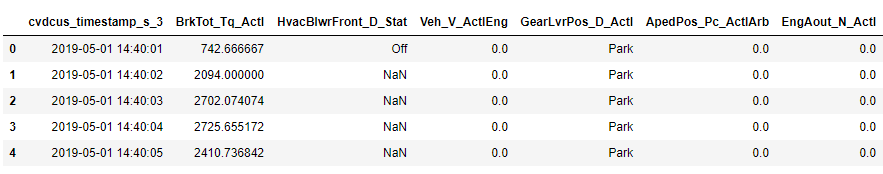 cvdcus_timestamp_s_3 BrkTot_Tq_Actl HvacBlwrFront_D_Stat Veh_V_ActlEng GearLvrPos_D_Actl ApedPos_Pc_ActlArb EngAout_N_Actl
0 2019-05-01 14:40:01 742.666667 Off 0.0 Park 0.0 0.0
1 2019-05-01 14:40:02 2094.000000 NaN 0.0 Park 0.0 0.0
2 2019-05-01 14:40:03 2702.074074 NaN 0.0 Park 0.0 0.0
3 2019-05-01 14:40:04 2725.655172 NaN 0.0 Park 0.0 0.0
4 2019-05-01 14:40:05 2410.736842 NaN 0.0 Park 0.0 0.0